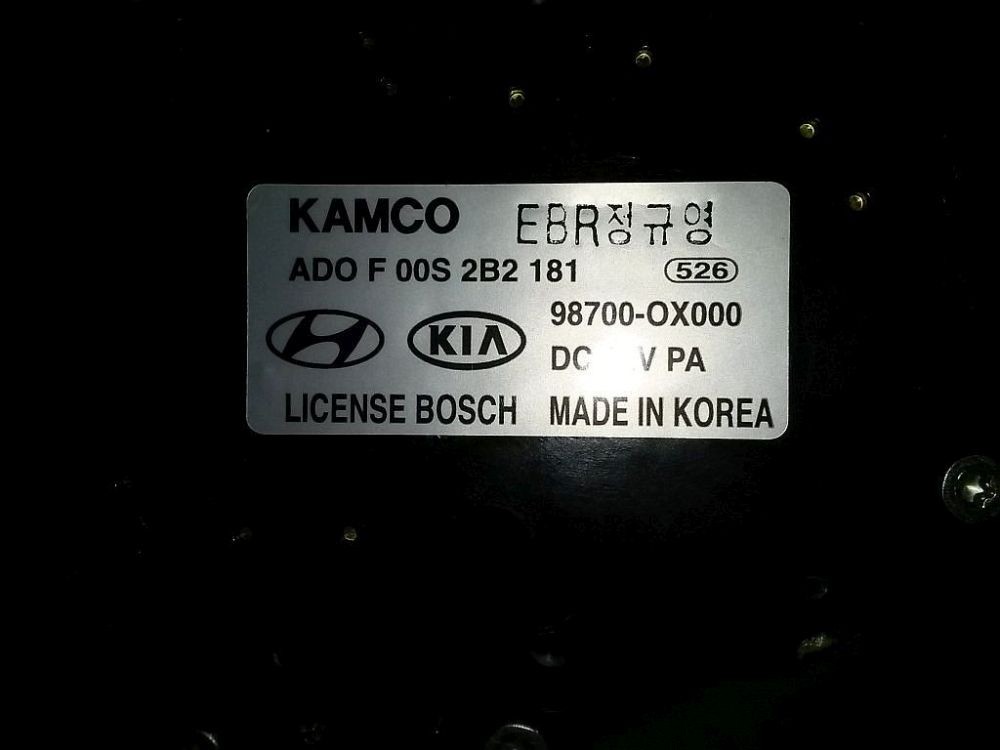 KAMCO EBR정규영
ADO F 00S 2B2 181 526
KIA 98700-OX000
DC V PA
LICENSE BOSCH MADE IN KOREA